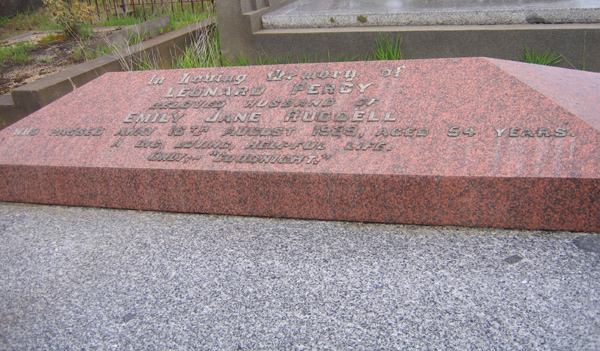 In Loving Memory of
LEONARD PERCY
BELOVED HUSBAND OF
EMILY JANE RUDDELL
WHO PASSED AWAY 16TH AUGUST 1935, AGED 54 YEARS.
A BIG, LOVING, HELPFUL LIFE.
"GOODNIGHT."